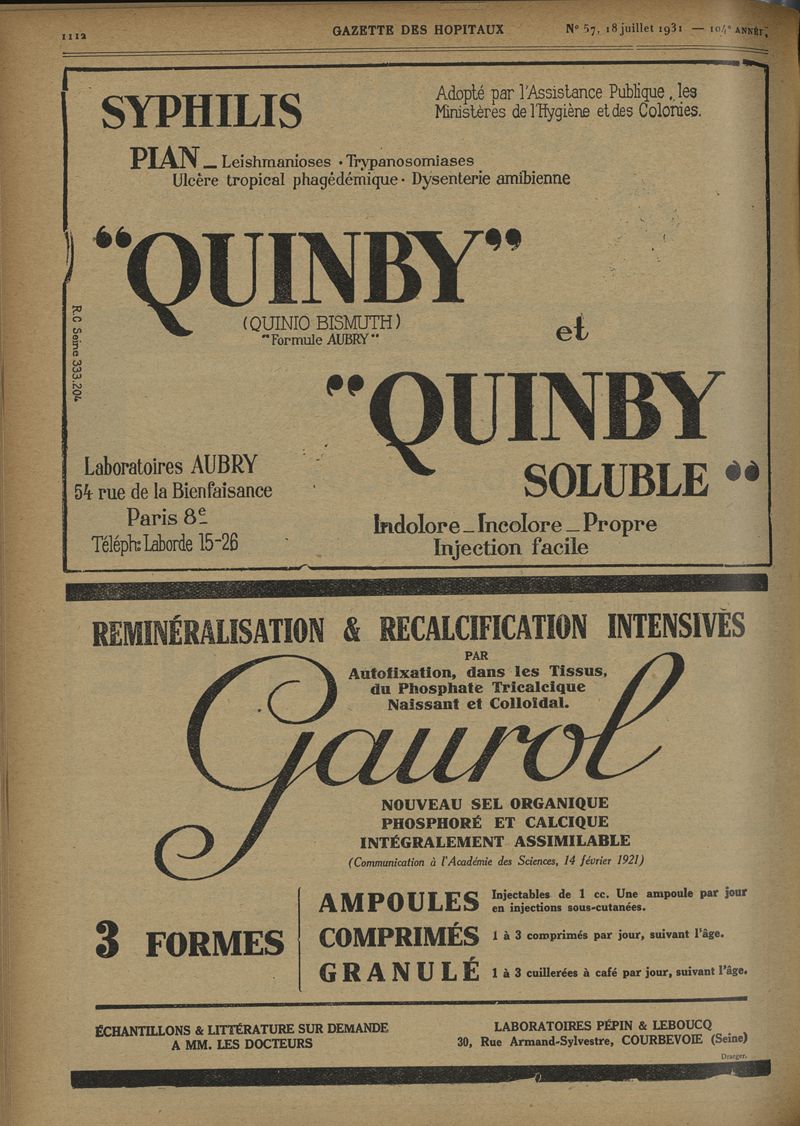 1112
GAZETTE DES HOPITAUX
N° 57, 18 juillet 1931 — 104e ANNÉE
SYPHILIS
Adopté par l'Assistance Publique, les
Ministères de l'Hygiène et des Colonies.
PIAN _ Leishmanioses • Trypanosomiases
Ulcère tropical phagédémique • Dysenterie amibienne
“QUINBY”
(QUINIO BISMUTH)
“Formule AUBRY”
et
“QUINBY
SOLUBLE”
R.C Seine 333.204
Laboratoires AUBRY
54 rue de la Bienfaisance
Paris 8e
Téléph: Laborde 15-26
Indolore _ Incolore _ Propre
Injection facile
REMINÉRALISATION & RECALCIFICATION INTENSIVES
PAR
Autofixation, dans les Tissus,
du Phosphate Tricalcique
Naissant et Colloïdal.
Gaurol
NOUVEAU SEL ORGANIQUE
PHOSPHORÉ ET CALCIQUE
INTÉGRALEMENT ASSIMILABLE
(Communication à l'Académie des Sciences, 14 février 1921)
3 FORMES
AMPOULES Injectables de 1 cc. Une ampoule par jour
en injections sous-cutanées.
COMPRIMÉS 1 à 3 comprimés par jour, suivant l'âge.
GRANULÉ 1 à 3 cuillerées à café par jour, suivant l'âge.
ÉCHANTILLONS & LITTÉRATURE SUR DEMANDE
A MM. LES DOCTEURS
LABORATOIRES PÉPIN & LEBOUCQ
30, Rue Armand-Sylvestre, COURBEVOIE (Seine)
Draeger.